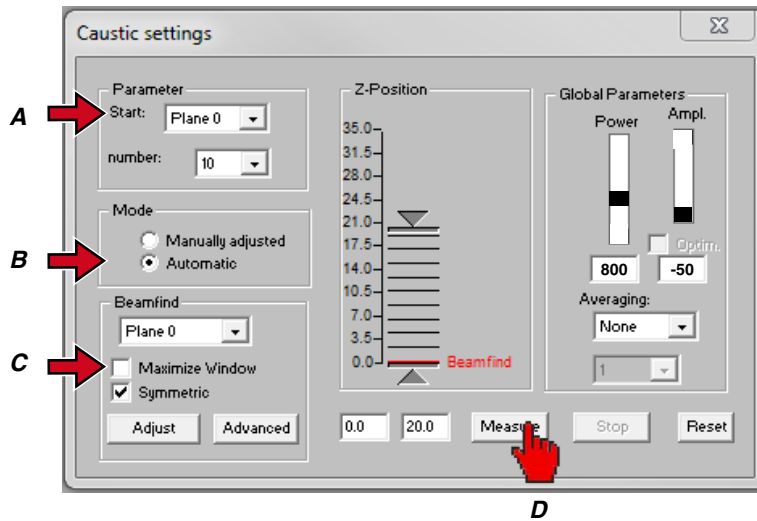 Caustic settings
Parameter
A
Start:
Plane 0
number:
10
Mode
Manually adjusted
B
Automatic
Beamfind
Plane 0
C
Maximize Window
Symmetric
Adjust
Advanced
Z-Position
35.0
31.5
28.0
24.5
21.0
17.5
14.0
10.5
7.0
3.5
0.0
Beamfind
0.0
20.0
Measure
Stop
Reset
Global Parameters
Power
Ampl.
Optim.
800
-50
Averaging:
None
1
D